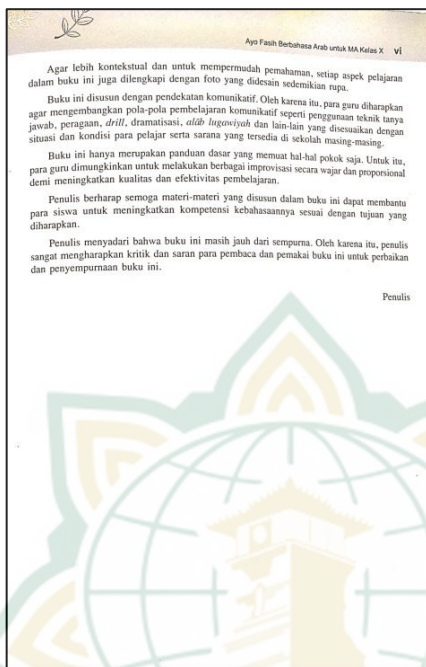 Ayo Fasih Berbahasa Arab untuk MA Kelas X vi
Agar lebih kontekstual dan untuk mempermudah pemahaman, setiap aspek pelajaran
dalam buku ini juga dilengkapi dengan foto yang didesain sedemikian rupa.
Buku ini disusun dengan pendekatan komunikatif. Oleh karena itu, para guru diharapkan
agar mengembangkan pola-pola pembelajaran komunikatif seperti penggunaan teknik tanya
jawab, peragaan, drill, dramatisasi, alāb lugawiyah dan lain-lain yang disesuaikan dengan
situasi dan kondisi para pelajar serta sarana yang tersedia di sekolah masing-masing.
Buku ini hanya merupakan panduan dasar yang memuat hal-hal pokok saja. Untuk itu,
para guru dimungkinkan untuk melakukan berbagai improvisasi secara wajar dan proporsional
demi meningkatkan kualitas dan efektivitas pembelajaran.
Penulis berharap semoga materi-materi yang disusun dalam buku ini dapat membantu
para siswa untuk meningkatkan kompetensi kebahasaannya sesuai dengan tujuan yang
diharapkan.
Penulis menyadari bahwa buku ini masih jauh dari sempurna. Oleh karena itu, penulis
sangat mengharapkan kritik dan saran para pembaca dan pemakai buku ini untuk perbaikan
dan penyempurnaan buku ini.
Penulis